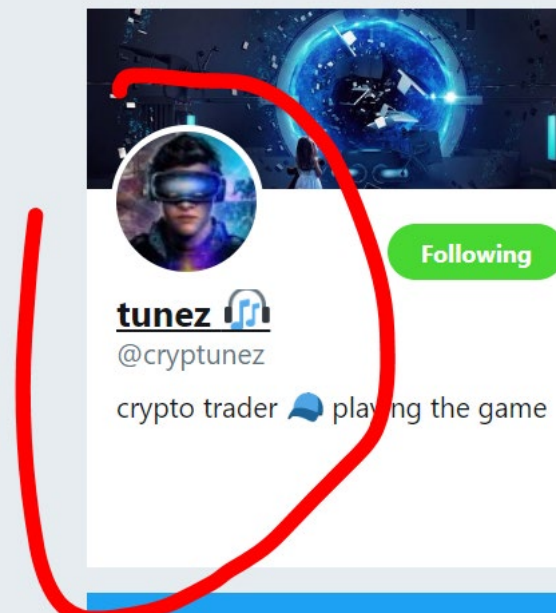 Following
tunez 🎧
@cryptunez
crypto trader 🧢 playing the game